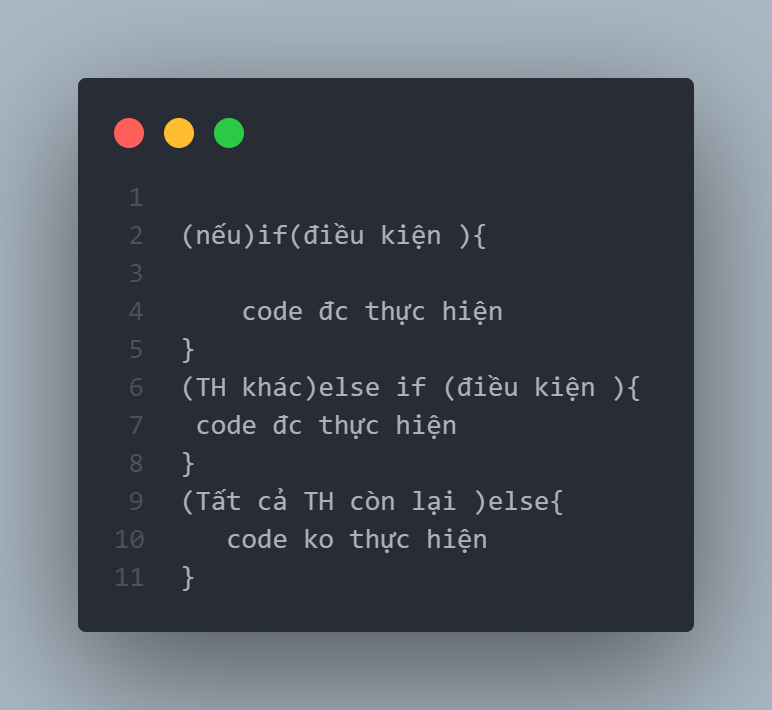 1
2 (nếu)if(điều kiện ){
3
4 code đc thực hiện
5 }
6 (TH khác)else if (điều kiện ){
7 code đc thực hiện
8 }
9 (Tất cả TH còn lại )else{
10 code ko thực hiện
11 }